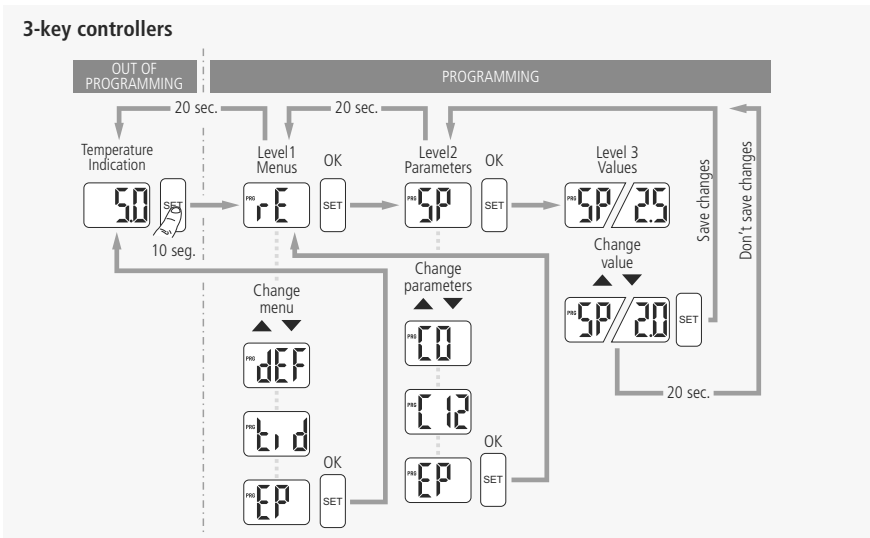 3-key controllers
OUT OF
PROGRAMMING
PROGRAMMING
20 sec.
20 sec.
Temperature
Indication
Level1
Menus
OK
Level2
Parameters
OK
Level 3
Values
5.0
SET
PRG rE
SET
PRG SP
SET
PRG SP/2.5
10 seg.
Change
menu
Change
parameters
Change
value
Save changes
Don't save changes
PRG SP/2.0
SET
PRG dEF
PRG C0
20 sec.
PRG tid
PRG C12
OK
PRG EP
SET
OK
PRG EP
SET